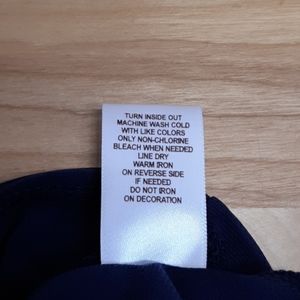 TURN INSIDE OUT
MACHINE WASH COLD
WITH LIKE COLORS
ONLY NON-CHLORINE
BLEACH WHEN NEEDED
LINE DRY
WARM IRON
ON REVERSE SIDE
IF NEEDED
DO NOT IRON
ON DECORATION